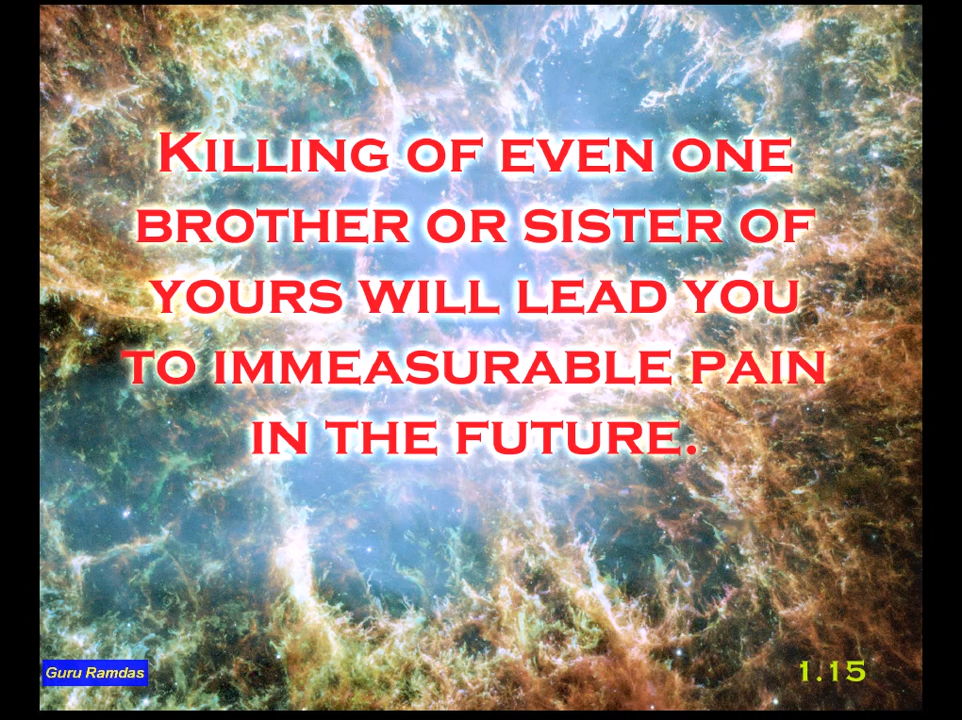 Killing of even one
brother or sister of
yours will lead you
to immeasurable pain
in the future.
Guru Ramdas
1.15